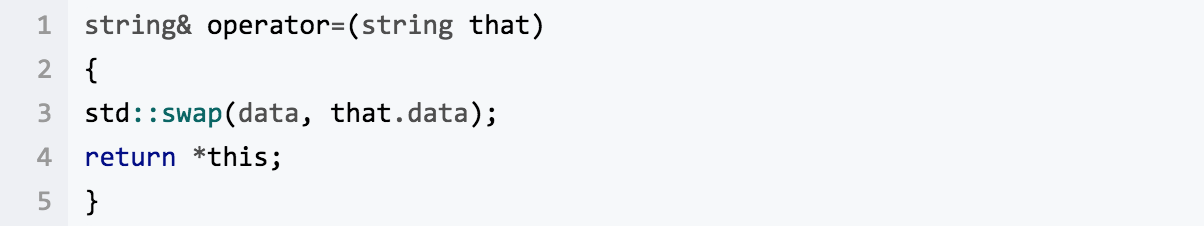 1 string& operator=(string that)
2 {
3 std::swap(data, that.data);
4 return *this;
5 }